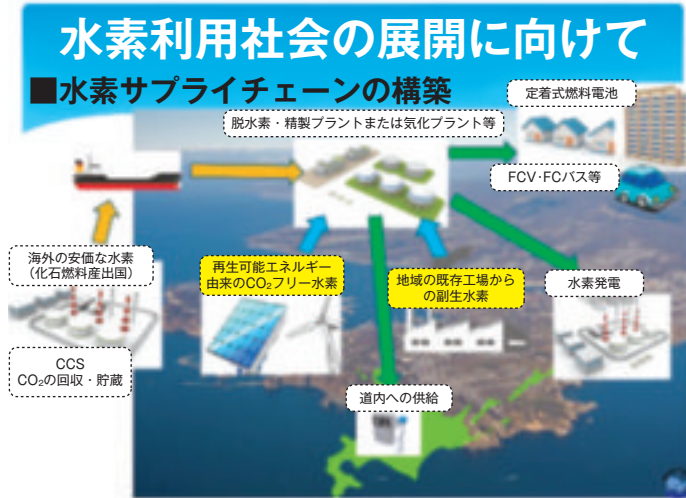 水素利用社会の展開に向けて
■水素サプライチェーンの構築
定着式燃料電池
脱水素・精製プラントまたは気化プラント等
FCV・FCバス等
海外の安価な水素
(化石燃料産出国)
再生可能エネルギー
由来のCO₂フリー水素
地域の既存工場から
の副生水素
水素発電
CCS
CO₂の回収・貯蔵
道内への供給